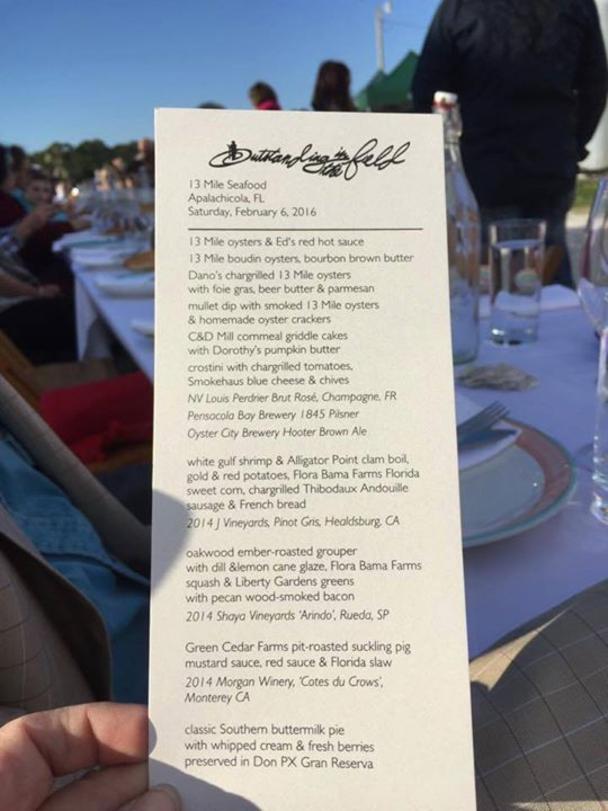 Outstanding in the field
13 Mile Seafood
Apalachicola, FL
Saturday, February 6, 2016
13 Mile oysters & Ed's red hot sauce
13 Mile boudin oysters, bourbon brown butter
Dano's chargrilled 13 Mile oysters
with foie gras, beer butter & parmesan
mullet dip with smoked 13 Mile oysters
& homemade oyster crackers
C&D Mill cornmeal griddle cakes
with Dorothy's pumpkin butter
crostini with chargrilled tomatoes,
Smokehaus blue cheese & chives
NV Louis Perdrier Brut Rosé, Champagne, FR
Pensacola Bay Brewery 1845 Pilsner
Oyster City Brewery Hooter Brown Ale
white gulf shrimp & Alligator Point clam boil,
gold & red potatoes, Flora Bama Farms Florida
sweet corn, chargrilled Thibodaux Andouille
sausage & French bread
2014 J Vineyards, Pinot Gris, Healdsburg, CA
oakwood ember-roasted grouper
with dill &lemon cane glaze, Flora Bama Farms
squash & Liberty Gardens greens
with pecan wood-smoked bacon
2014 Shaya Vineyards 'Arindo', Rueda, SP
Green Cedar Farms pit-roasted suckling pig
mustard sauce, red sauce & Florida slaw
2014 Morgan Winery, 'Cotes du Crows',
Monterey CA
classic Southern buttermilk pie
with whipped cream & fresh berries
preserved in Don PX Gran Reserva